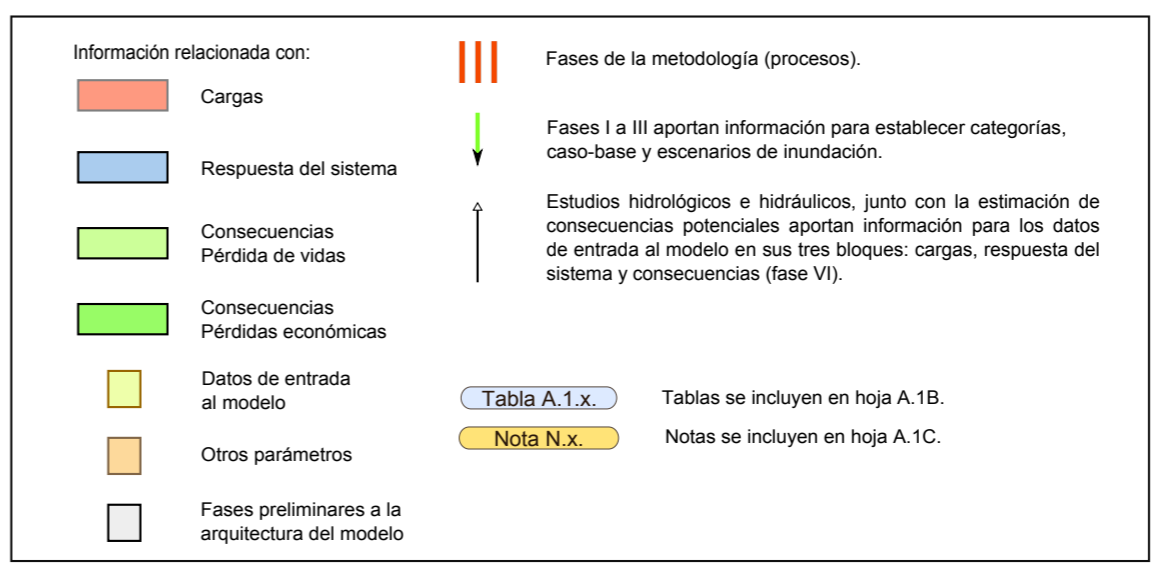 Información relacionada con:
Cargas
Respuesta del sistema
Consecuencias
Pérdida de vidas
Consecuencias
Pérdidas económicas
Datos de entrada
al modelo
Otros parámetros
Fases preliminares a la
arquitectura del modelo
Fases de la metodología (procesos).
Fases I a III aportan información para establecer categorías,
caso-base y escenarios de inundación.
Estudios hidrológicos e hidráulicos, junto con la estimación de
consecuencias potenciales aportan información para los datos
de entrada al modelo en sus tres bloques: cargas, respuesta del
sistema y consecuencias (fase VI).
Tabla A.1.x.
Tablas se incluyen en hoja A.1B.
Nota N.x.
Notas se incluyen en hoja A.1C.